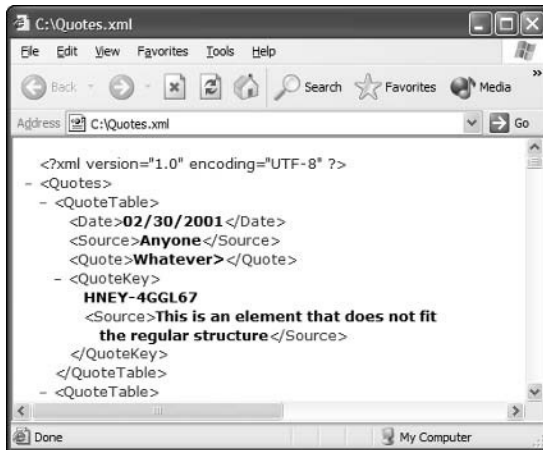 C:\Quotes.xml
File Edit View Favorites Tools Help
Back Search Favorites Media »
Address C:\Quotes.xml Go
<?xml version="1.0" encoding="UTF-8" ?>
- <Quotes>
- <QuoteTable>
<Date>02/30/2001</Date>
<Source>Anyone</Source>
<Quote>Whatever></Quote>
- <QuoteKey>
HNEY-4GGL67
<Source>This is an element that does not fit
the regular structure</Source>
</QuoteKey>
</QuoteTable>
- <QuoteTable>
Done My Computer